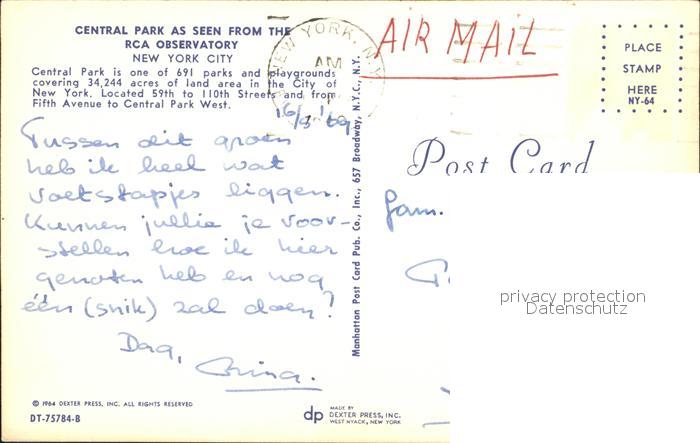 CENTRAL PARK AS SEEN FROM THE
RCA OBSERVATORY
NEW YORK CITY
Central Park is one of 691 parks and playgrounds
covering 34,244 acres of land area in the City of
New York. Located 59th to 110th Streets and from
Fifth Avenue to Central Park West.
NEW YORK, N.Y.
AM
AIR MAIL
PLACE
STAMP
HERE
NY-64
16/9 '69
Tussen dit groen
heb ik heel wat
voetstapjes liggen.
Kunnen jullie je voor-
stellen hoe ik hier
genoten heb en nog
één (snik) zal doen?
Dag,
Manhattan Post Card Pub. Co., Inc., 657 Broadway, N.Y.C., N.Y.
Post Card
Fam.
privacy protection
Datenschutz
© 1964 DEXTER PRESS, INC. ALL RIGHTS RESERVED
DT-75784-B
dp MADE BY
DEXTER PRESS, INC.
WEST NYACK, NEW YORK